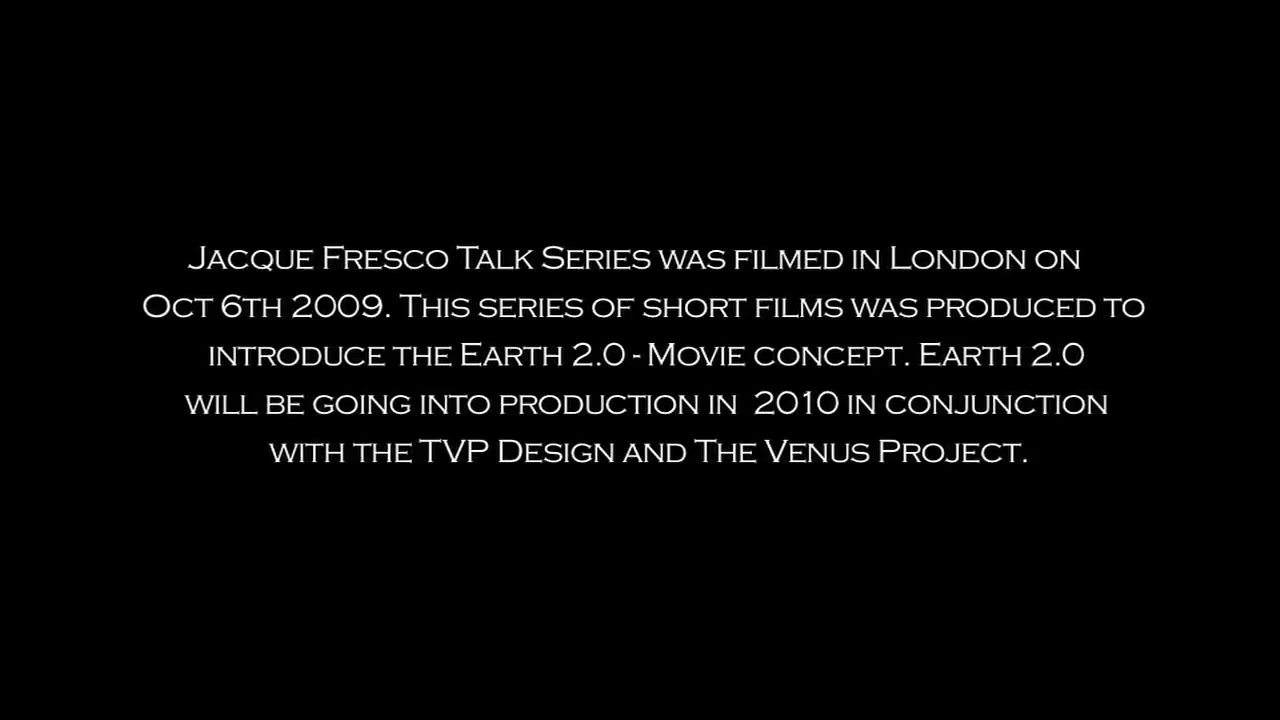 Jacque Fresco Talk Series was filmed in London on
Oct 6th 2009. This series of short films was produced to
introduce the Earth 2.0 - Movie concept. Earth 2.0
will be going into production in 2010 in conjunction
with the TVP Design and The Venus Project.